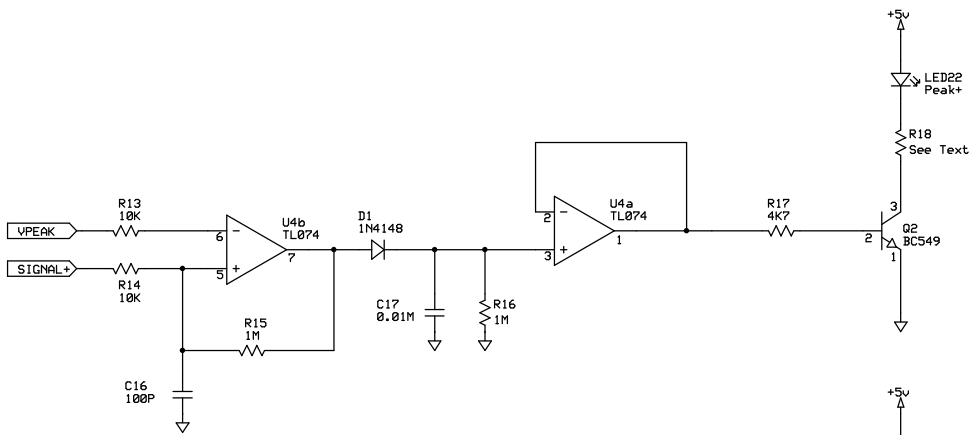 +5v
LED22
Peak+
R18
See Text
R13
10K
VPEAK
SIGNAL+
R14
10K
6
5
-
+
7
U4b
TL074
D1
1N4148
R15
1M
C16
100P
C17
0.01M
R16
1M
2
3
-
+
1
U4a
TL074
R17
4K7
2
3
1
Q2
BC549
+5v